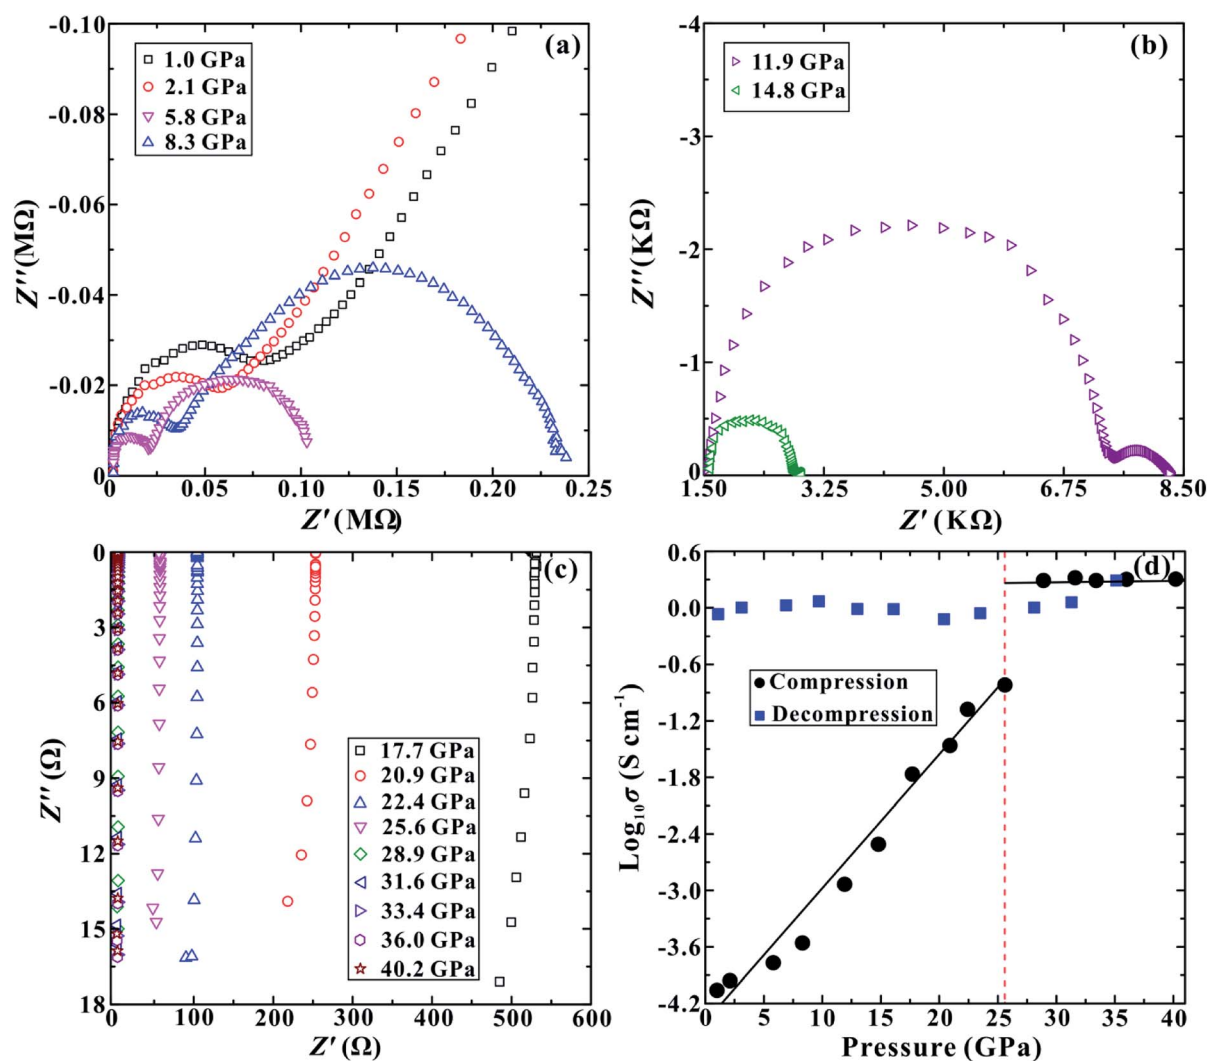 (a)
1.0 GPa
2.1 GPa
5.8 GPa
8.3 GPa
-0.10
-0.08
-0.06
-0.04
-0.02
0
0.00
0.05
0.10
0.15
0.20
0.25
Z''(MΩ)
Z'(MΩ)
(b)
11.9 GPa
14.8 GPa
-4
-3
-2
-1
0
1.50
3.25
5.00
6.75
8.50
Z''(KΩ)
Z'(KΩ)
(c)
0
3
6
9
12
15
18
0
100
200
300
400
500
600
17.7 GPa
20.9 GPa
22.4 GPa
25.6 GPa
28.9 GPa
31.6 GPa
33.4 GPa
36.0 GPa
40.2 GPa
Z''(Ω)
Z'(Ω)
(d)
0.6
0.0
-0.6
-1.2
-1.8
-2.4
-3.0
-3.6
-4.2
0
5
10
15
20
25
30
35
40
Compression
Decompression
Log₁₀σ (S cm⁻¹)
Pressure (GPa)